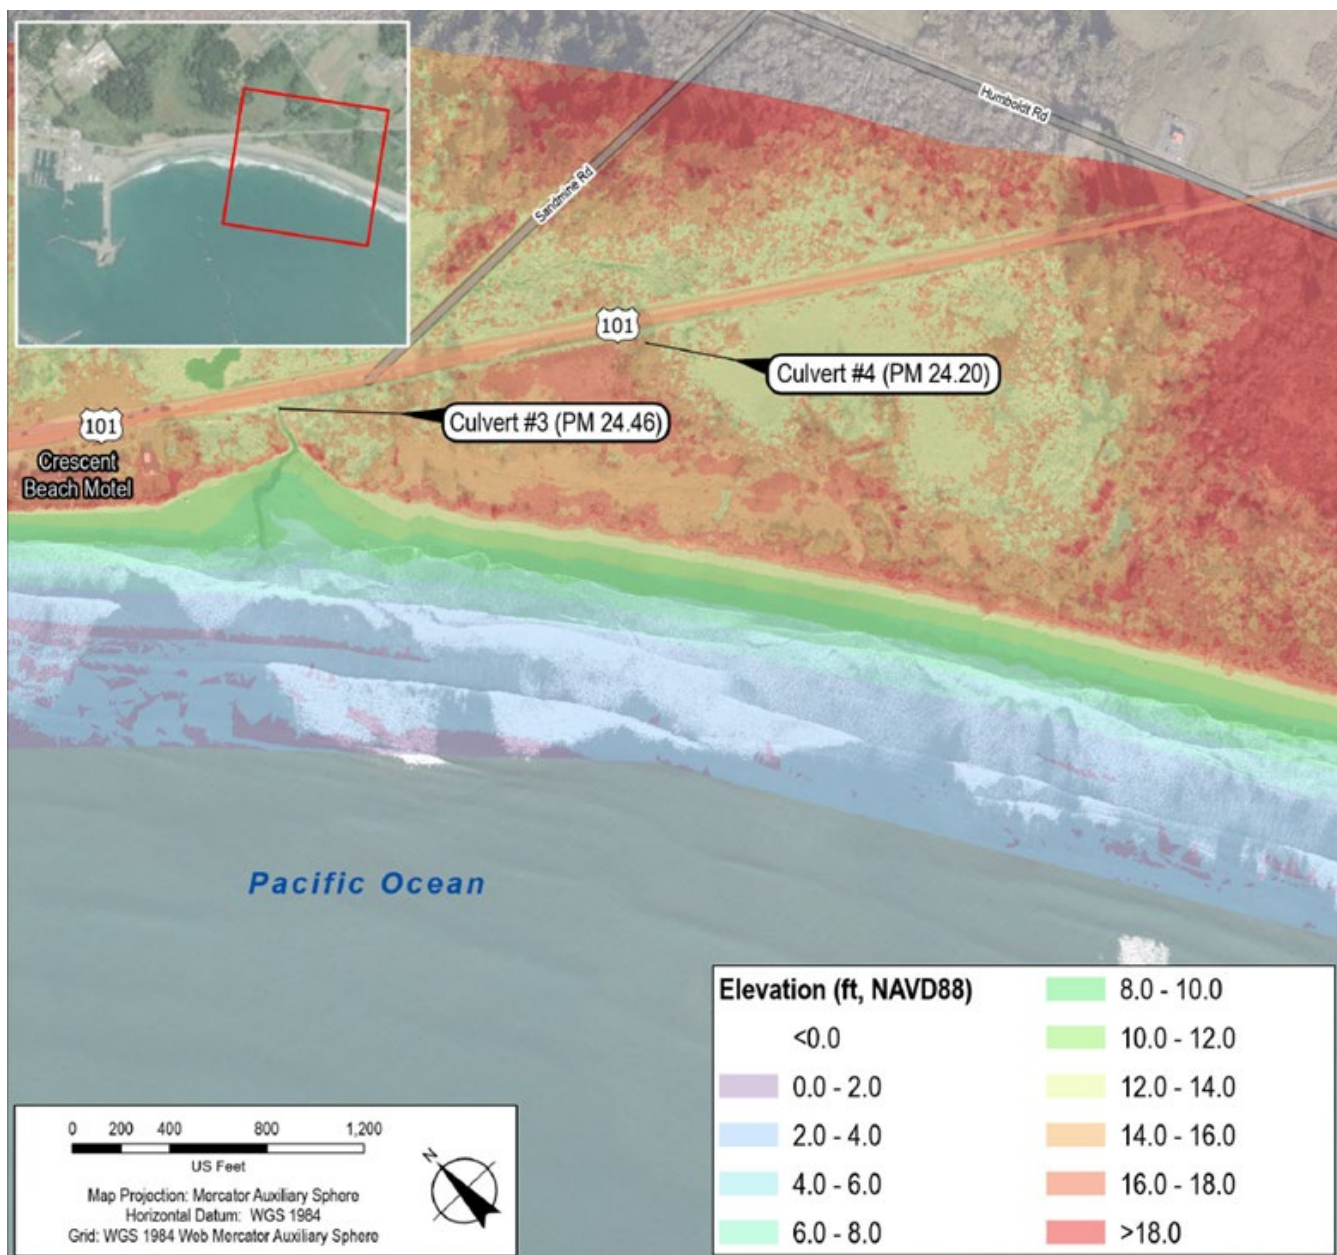 Humboldt Rd
Sandmine Rd
101
Culvert #4 (PM 24.20)
Culvert #3 (PM 24.46)
101
Crescent
Beach Motel
Pacific Ocean
Elevation (ft, NAVD88)
<0.0
0.0 - 2.0
2.0 - 4.0
4.0 - 6.0
6.0 - 8.0
8.0 - 10.0
10.0 - 12.0
12.0 - 14.0
14.0 - 16.0
16.0 - 18.0
>18.0
0 200 400 800 1,200
US Feet
Map Projection: Mercator Auxiliary Sphere
Horizontal Datum: WGS 1984
Grid: WGS 1984 Web Mercator Auxiliary Sphere
N